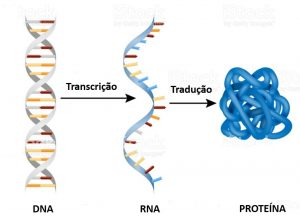 Transcrição
Tradução
DNA
RNA
PROTEÍNA